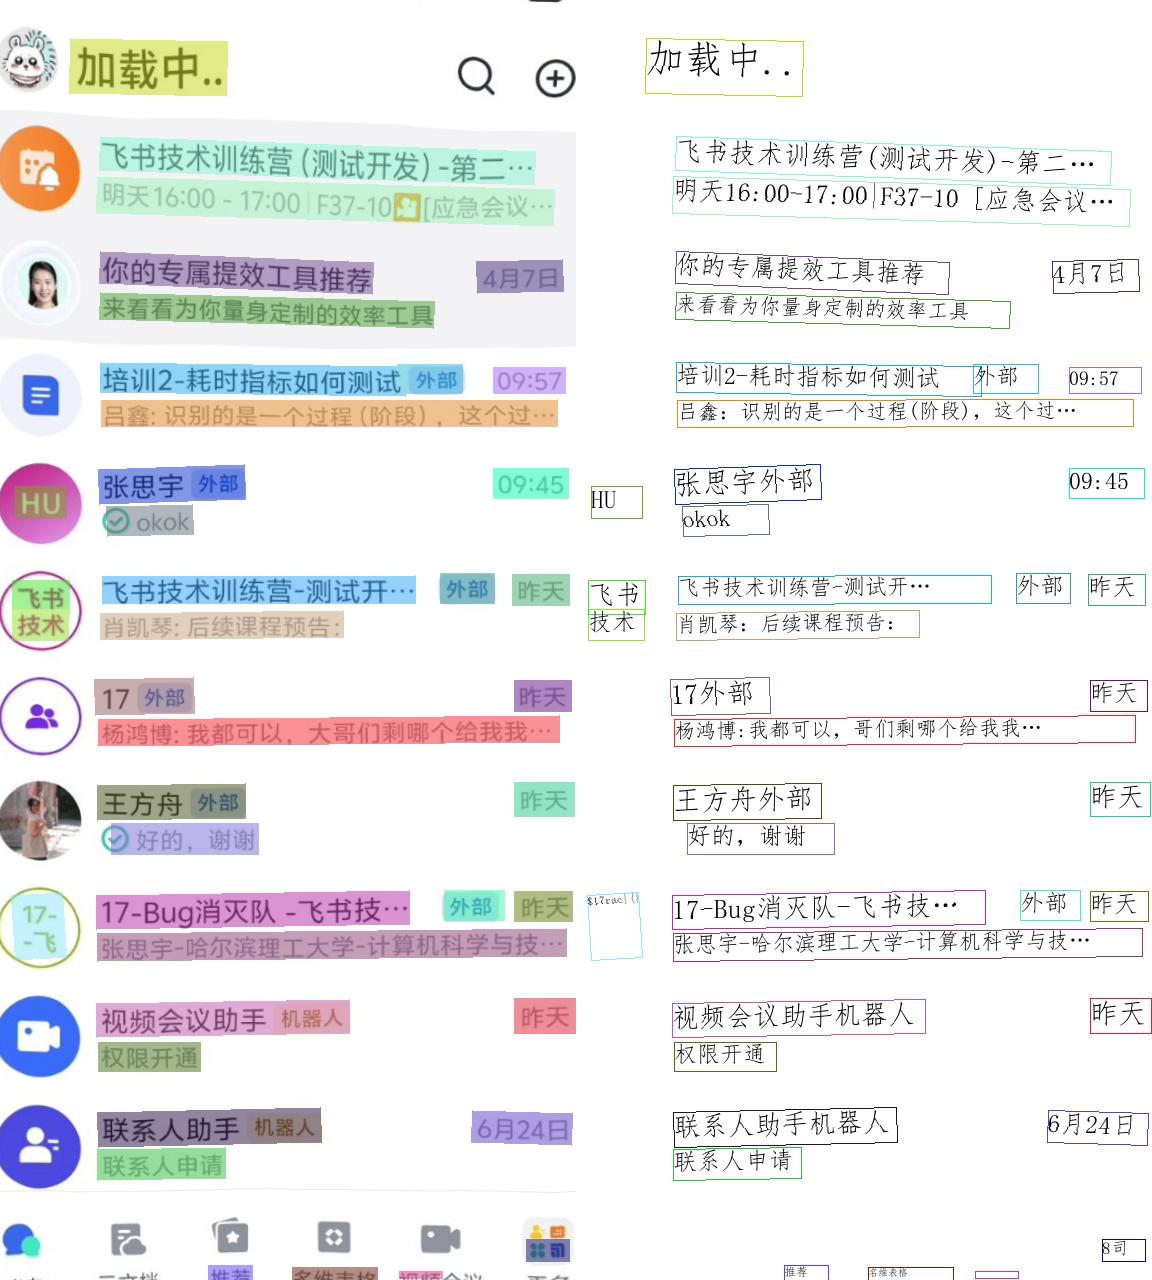 加载中..
加载中..
飞书技术训练营 (测试开发) -第二…
明天16:00 - 17:00 | F37-10 [应急会议…
飞书技术训练营(测试开发)-第二…
明天16:00-17:00|F37-10 [应急会议…
你的专属提效工具推荐 4月7日
来看看为你量身定制的效率工具
你的专属提效工具推荐 4月7日
来看看为你量身定制的效率工具
培训2-耗时指标如何测试 外部 09:57
吕鑫: 识别的是一个过程 (阶段) ，这个过…
培训2-耗时指标如何测试 外部 09:57
吕鑫: 识别的是一个过程(阶段), 这个过…
HU
张思宇 外部 09:45
okok
HU
张思宇外部 09:45
okok
飞书
技术
飞书技术训练营-测试开… 外部 昨天
肖凯琴: 后续课程预告:
飞书
技术
飞书技术训练营-测试开… 外部 昨天
肖凯琴: 后续课程预告:
17 外部 昨天
杨鸿博: 我都可以，大哥们剩哪个给我我…
17外部 昨天
杨鸿博:我都可以, 哥们剩哪个给我我…
王方舟 外部 昨天
好的，谢谢
王方舟外部 昨天
好的, 谢谢
17-
-飞
17-Bug消灭队 -飞书技… 外部 昨天
张思宇-哈尔滨理工大学-计算机科学与技…
17-Bug消灭队-飞书技… 外部 昨天
张思宇-哈尔滨理工大学-计算机科学与技…
视频会议助手 机器人 昨天
权限开通
视频会议助手机器人 昨天
权限开通
联系人助手 机器人 6月24日
联系人申请
联系人助手机器人 6月24日
联系人申请
8司
推荐 多维表格 视频会议
推荐 名维表格